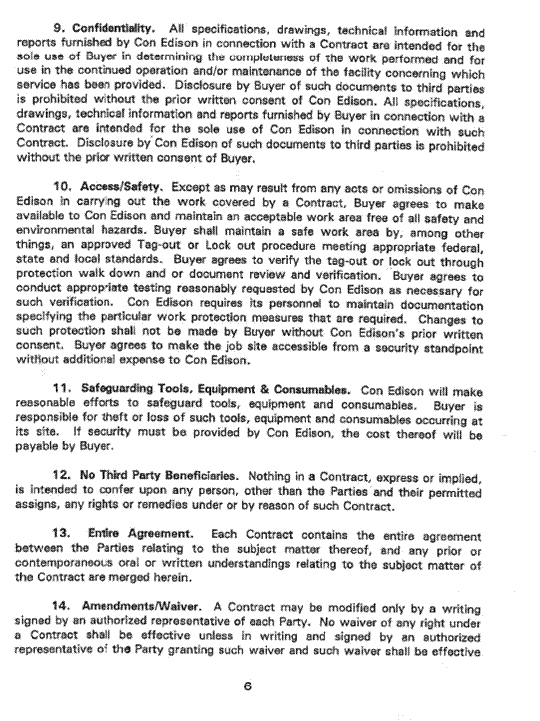 9. Confidentiality. All specifications, drawings, technical information and
reports furnished by Con Edison in connection with a Contract are intended for the
sole use of Buyer in determining the completeness of the work performed and for
use in the continued operation and/or maintenance of the facility concerning which
service has been provided. Disclosure by Buyer of such documents to third parties
is prohibited without the prior written consent of Con Edison. All specifications,
drawings, technical information and reports furnished by Buyer in connection with a
Contract are intended for the sole use of Con Edison in connection with such
Contract. Disclosure by Con Edison of such documents to third parties is prohibited
without the prior written consent of Buyer.
10. Access/Safety. Except as may result from any acts or omissions of Con
Edison in carrying out the work covered by a Contract, Buyer agrees to make
available to Con Edison and maintain an acceptable work area free of all safety and
environmental hazards. Buyer shall maintain a safe work area by, among other
things, an approved Tag-out or Lock out procedure meeting appropriate federal,
state and local standards. Buyer agrees to verify the tag-out or lock out through
protection walk down and or document review and verification. Buyer agrees to
conduct appropriate testing reasonably requested by Con Edison as necessary for
such verification. Con Edison requires its personnel to maintain documentation
specifying the particular work protection measures that are required. Changes to
such protection shall not be made by Buyer without Con Edison's prior written
consent. Buyer agrees to make the job site accessible from a security standpoint
without additional expense to Con Edison.
11. Safeguarding Tools, Equipment & Consumables. Con Edison will make
reasonable efforts to safeguard tools, equipment and consumables. Buyer is
responsible for theft or loss of such tools, equipment and consumables occurring at
its site. If security must be provided by Con Edison, the cost thereof will be
payable by Buyer.
12. No Third Party Beneficiaries. Nothing in a Contract, express or implied,
is intended to confer upon any person, other than the Parties and their permitted
assigns, any rights or remedies under or by reason of such Contract.
13. Entire Agreement. Each Contract contains the entire agreement
between the Parties relating to the subject matter thereof, and any prior or
contemporaneous oral or written understandings relating to the subject matter of
the Contract are merged herein.
14. Amendments/Waiver. A Contract may be modified only by a writing
signed by an authorized representative of each Party. No waiver of any right under
a Contract shall be effective unless in writing and signed by an authorized
representative of the Party granting such waiver and such waiver shall be effective
6